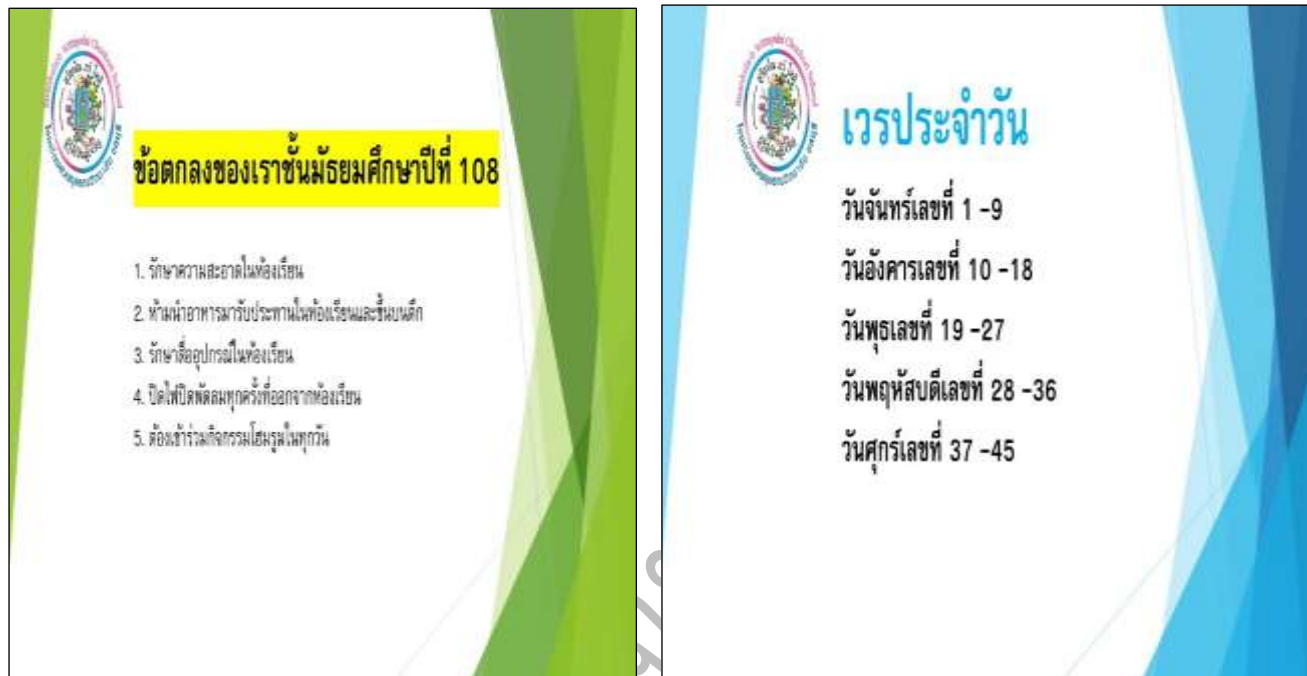 ข้อตกลงของเราชั้นมัธยมศึกษาปีที่ 108
1. รักษาความสะอาดในห้องเรียน
2. ห้ามนำอาหารมารับประทานในห้องเรียนและขึ้นบนตึก
3. รักษาสื่ออุปกรณ์ในห้องเรียน
4. ปิดไฟปิดพัดลมทุกครั้งที่ออกจากห้องเรียน
5. ต้องเข้าร่วมกิจกรรมโฮมรูมในทุกวัน
เวรประจำวัน
วันจันทร์เลขที่ 1 -9
วันอังคารเลขที่ 10 -18
วันพุธเลขที่ 19 -27
วันพฤหัสบดีเลขที่ 28 -36
วันศุกร์เลขที่ 37 -45